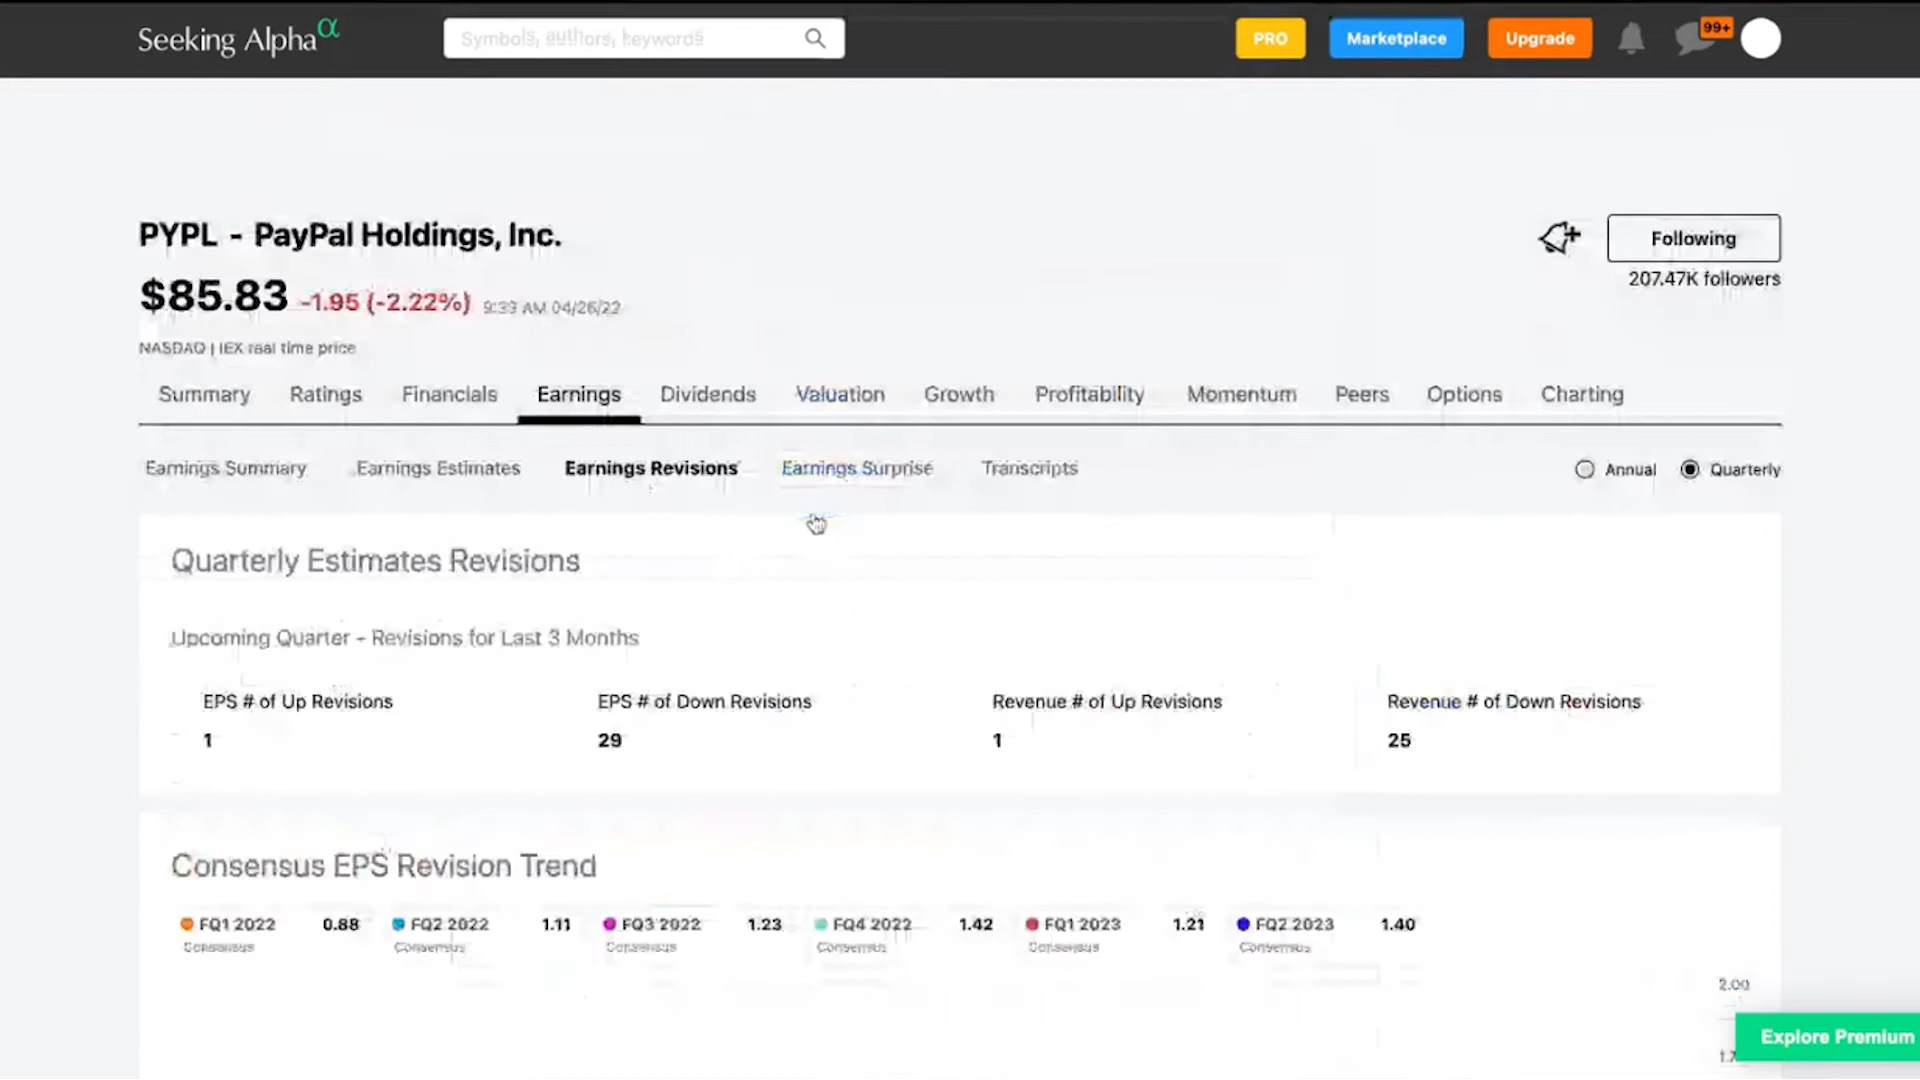 Seeking Alpha α
Symbols, authors, keywords
PRO
Marketplace
Upgrade
99+
PYPL - PayPal Holdings, Inc.
$85.83 -1.95 (-2.22%) 9:39 AM 04/26/22
NASDAQ | IEX real time price
Following
207.47K followers
Summary Ratings Financials Earnings Dividends Valuation Growth Profitability Momentum Peers Options Charting
Earnings Summary Earnings Estimates Earnings Revisions Earnings Surprise Transcripts Annual Quarterly
Quarterly Estimates Revisions
Upcoming Quarter - Revisions for Last 3 Months
EPS # of Up Revisions EPS # of Down Revisions Revenue # of Up Revisions Revenue # of Down Revisions
1 29 1 25
Consensus EPS Revision Trend
FQ1 2022 0.88 FQ2 2022 1.11 FQ3 2022 1.23 FQ4 2022 1.42 FQ1 2023 1.21 FQ2 2023 1.40
Consensus Consensus Consensus Consensus Consensus Consensus
2.00
Explore Premium